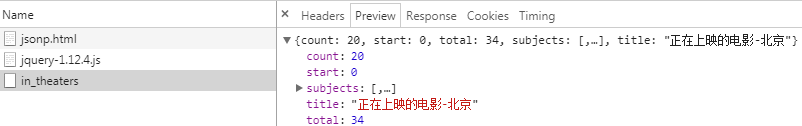 Name
jsonp.html
jquery-1.12.4.js
in_theaters
× Headers Preview Response Cookies Timing
▼{count: 20, start: 0, total: 34, subjects: [,…], title: "正在上映的电影-北京"}
count: 20
start: 0
▶subjects: [,…]
title: "正在上映的电影-北京"
total: 34